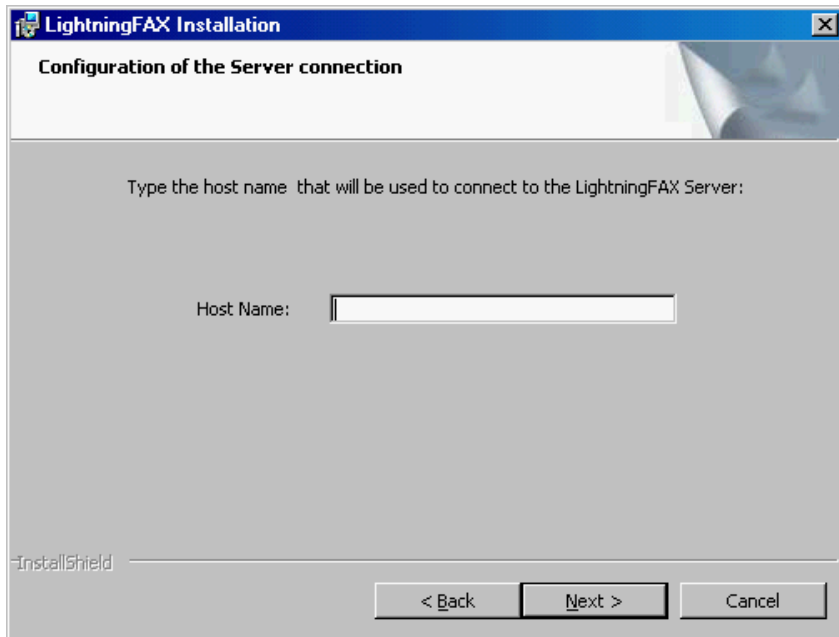 LightningFAX Installation
Configuration of the Server connection
Type the host name  that will be used to connect to the LightningFAX Server:
Host Name:
InstallShield
< Back
Next >
Cancel